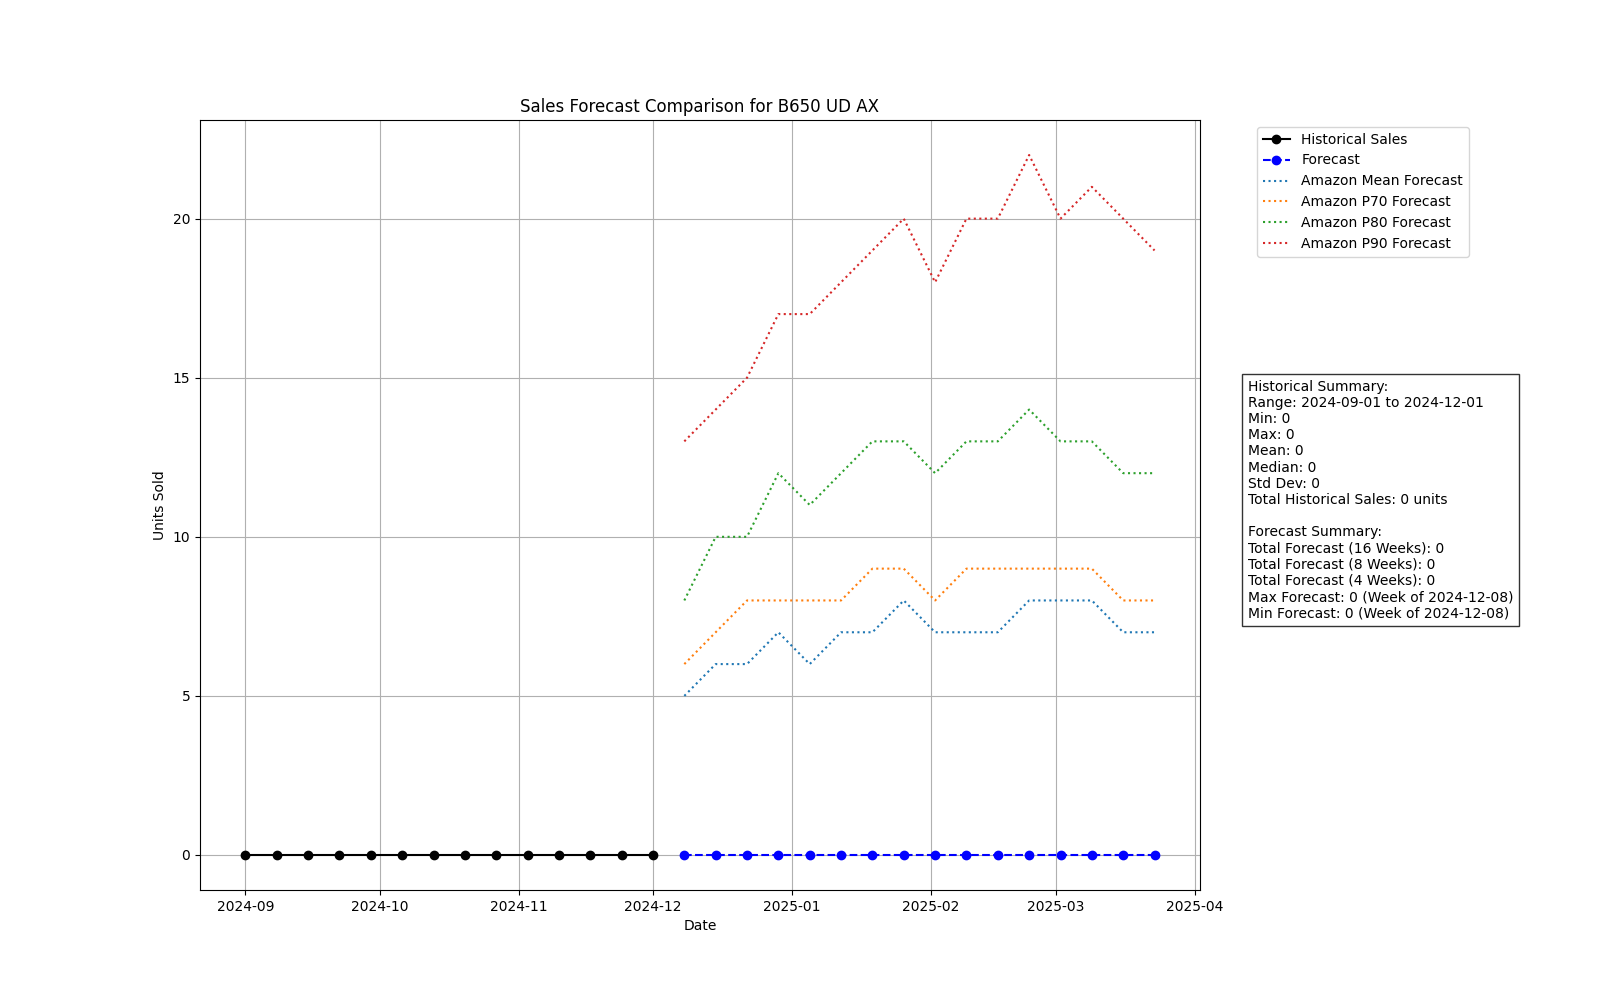 Sales Forecast Comparison for B650 UD AX
Historical Sales
Forecast
Amazon Mean Forecast
Amazon P70 Forecast
Amazon P80 Forecast
Amazon P90 Forecast
20
15
10
5
0
Units Sold
Historical Summary:
Range: 2024-09-01 to 2024-12-01
Min: 0
Max: 0
Mean: 0
Median: 0
Std Dev: 0
Total Historical Sales: 0 units
Forecast Summary:
Total Forecast (16 Weeks): 0
Total Forecast (8 Weeks): 0
Total Forecast (4 Weeks): 0
Max Forecast: 0 (Week of 2024-12-08)
Min Forecast: 0 (Week of 2024-12-08)
2024-09 2024-10 2024-11 2024-12 2025-01 2025-02 2025-03 2025-04
Date